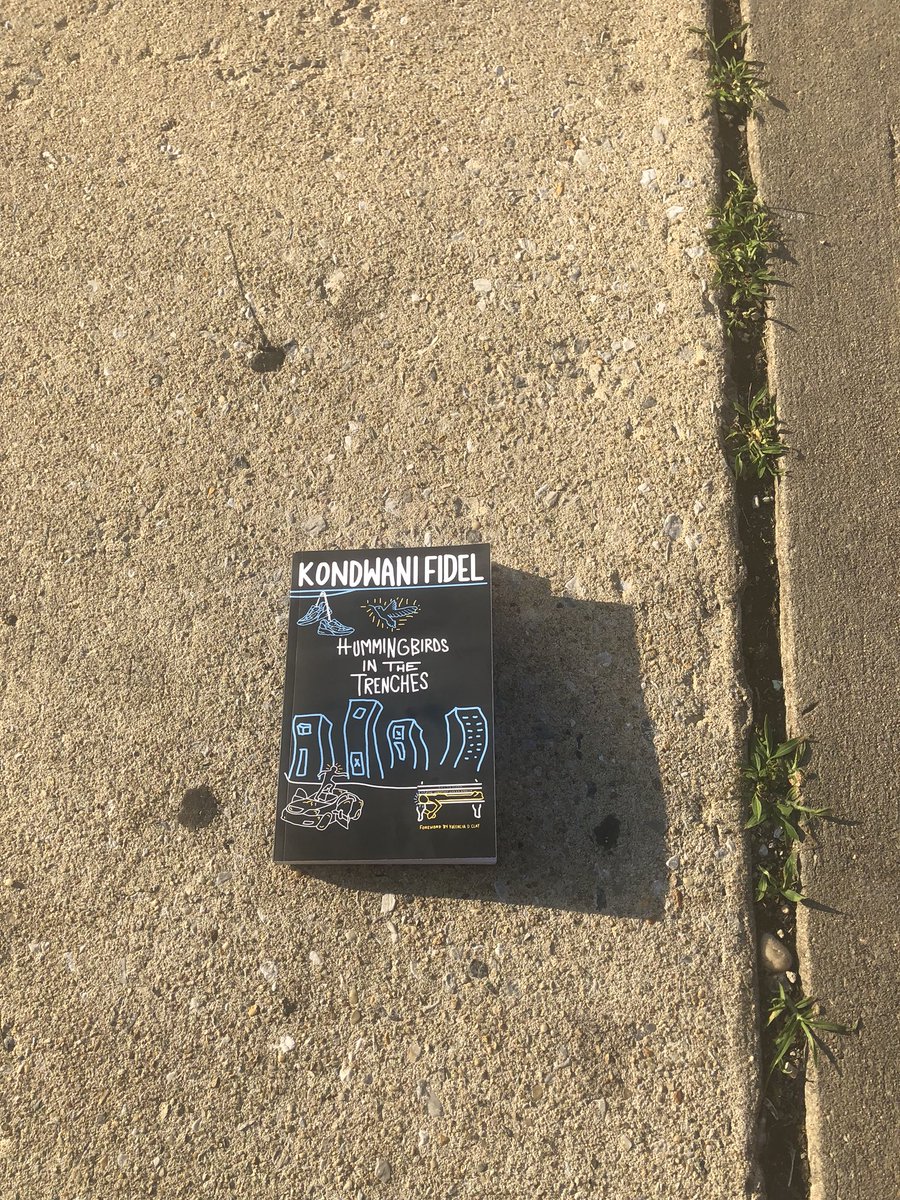 KONDWANI FIDEL
HUMMINGBIRDS
IN THE
TRENCHES
FOREWORD BY